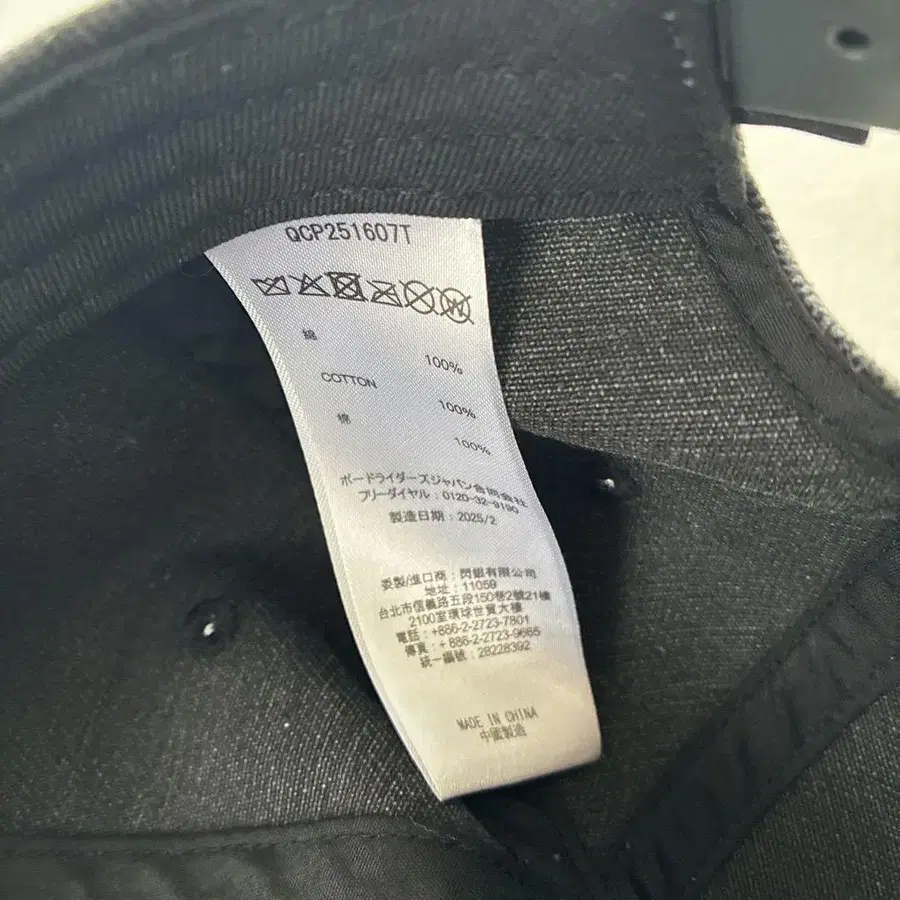 QCP251607T
綿
100%
COTTON
100%
棉
100%
ボードライダーズジャパン合同会社
フリーダイヤル：0120-32-9190
製造日期：2025/2
委製/進口商：閃銀有限公司
地址：11059
台北市信義路五段150巷2號21樓
2100室環球世貿大樓
電話：+886-2-2723-7801
傳真：+886-2-2723-9665
統一編號：28228392
MADE IN CHINA
中國製造